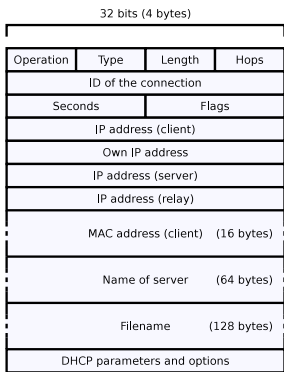 32 bits (4 bytes)
Operation Type Length Hops
ID of the connection
Seconds Flags
IP address (client)
Own IP address
IP address (server)
IP address (relay)
MAC address (client) (16 bytes)
Name of server (64 bytes)
Filename (128 bytes)
DHCP parameters and options